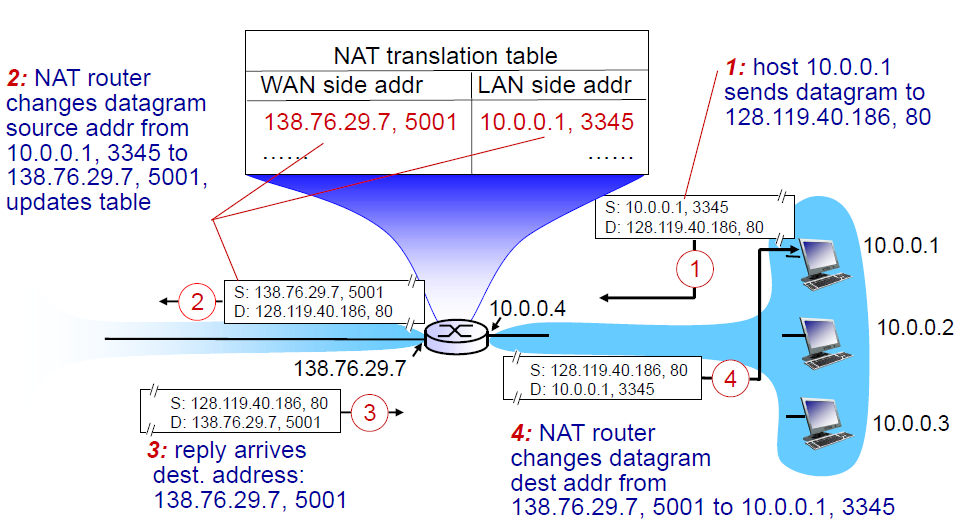 NAT translation table
WAN side addr LAN side addr
138.76.29.7, 5001 10.0.0.1, 3345
…… ……
2: NAT router
changes datagram
source addr from
10.0.0.1, 3345 to
138.76.29.7, 5001,
updates table
1: host 10.0.0.1
sends datagram to
128.119.40.186, 80
S: 10.0.0.1, 3345
D: 128.119.40.186, 80
1
10.0.0.1
S: 138.76.29.7, 5001
D: 128.119.40.186, 80
2
10.0.0.4
10.0.0.2
138.76.29.7
S: 128.119.40.186, 80
D: 10.0.0.1, 3345
4
S: 128.119.40.186, 80
D: 138.76.29.7, 5001
3
10.0.0.3
3: reply arrives
dest. address:
138.76.29.7, 5001
4: NAT router
changes datagram
dest addr from
138.76.29.7, 5001 to 10.0.0.1, 3345